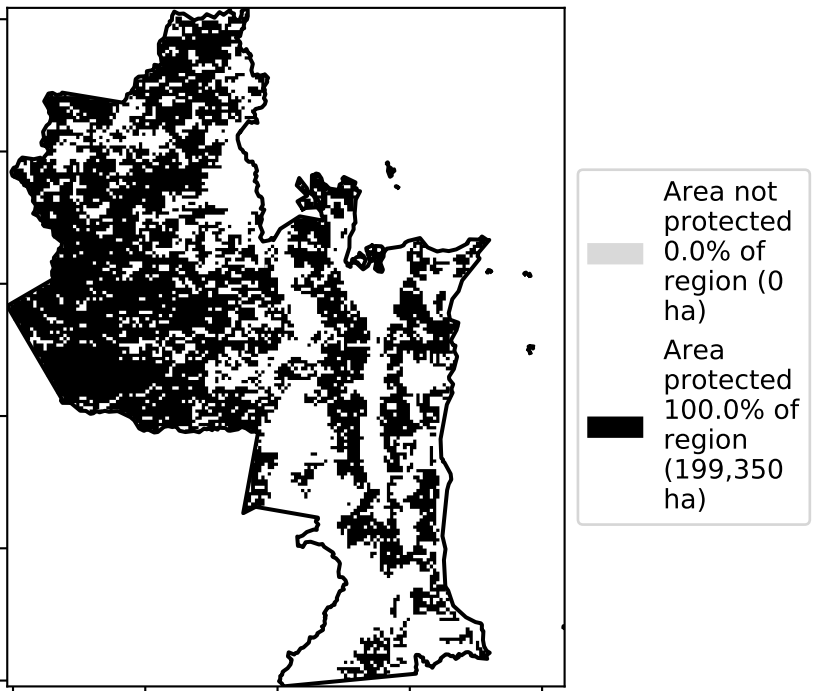 Area not
protected
0.0% of
region (0
ha)
Area
protected
100.0% of
region
(199,350
ha)